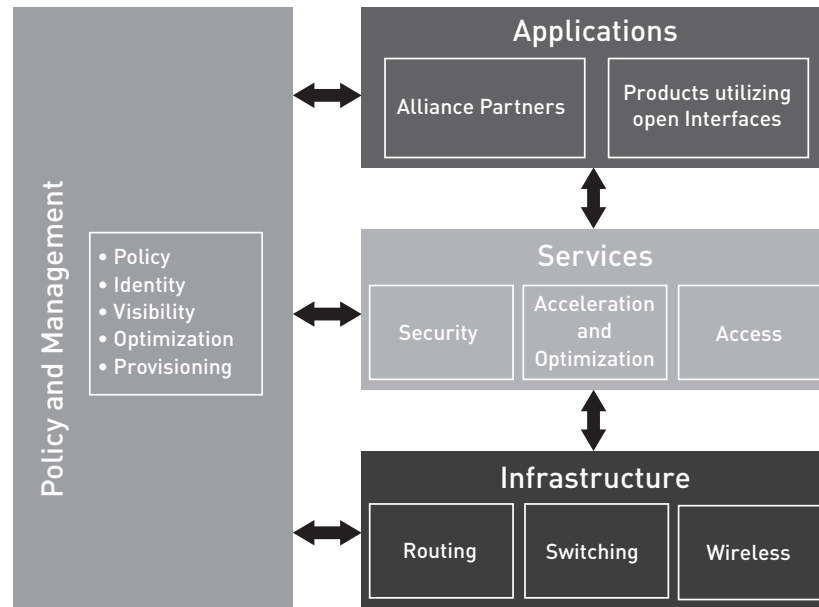 Policy and Management
• Policy
• Identity
• Visibility
• Optimization
• Provisioning
Applications
Alliance Partners
Products utilizing
open Interfaces
Services
Security
Acceleration
and
Optimization
Access
Infrastructure
Routing
Switching
Wireless